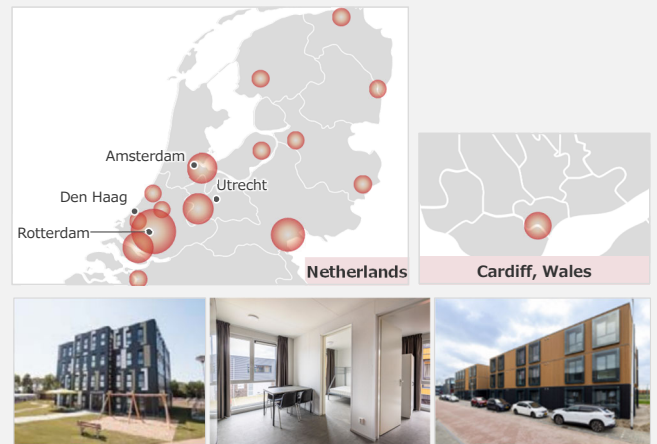 Amsterdam
Utrecht
Den Haag
Rotterdam
Netherlands
Cardiff, Wales